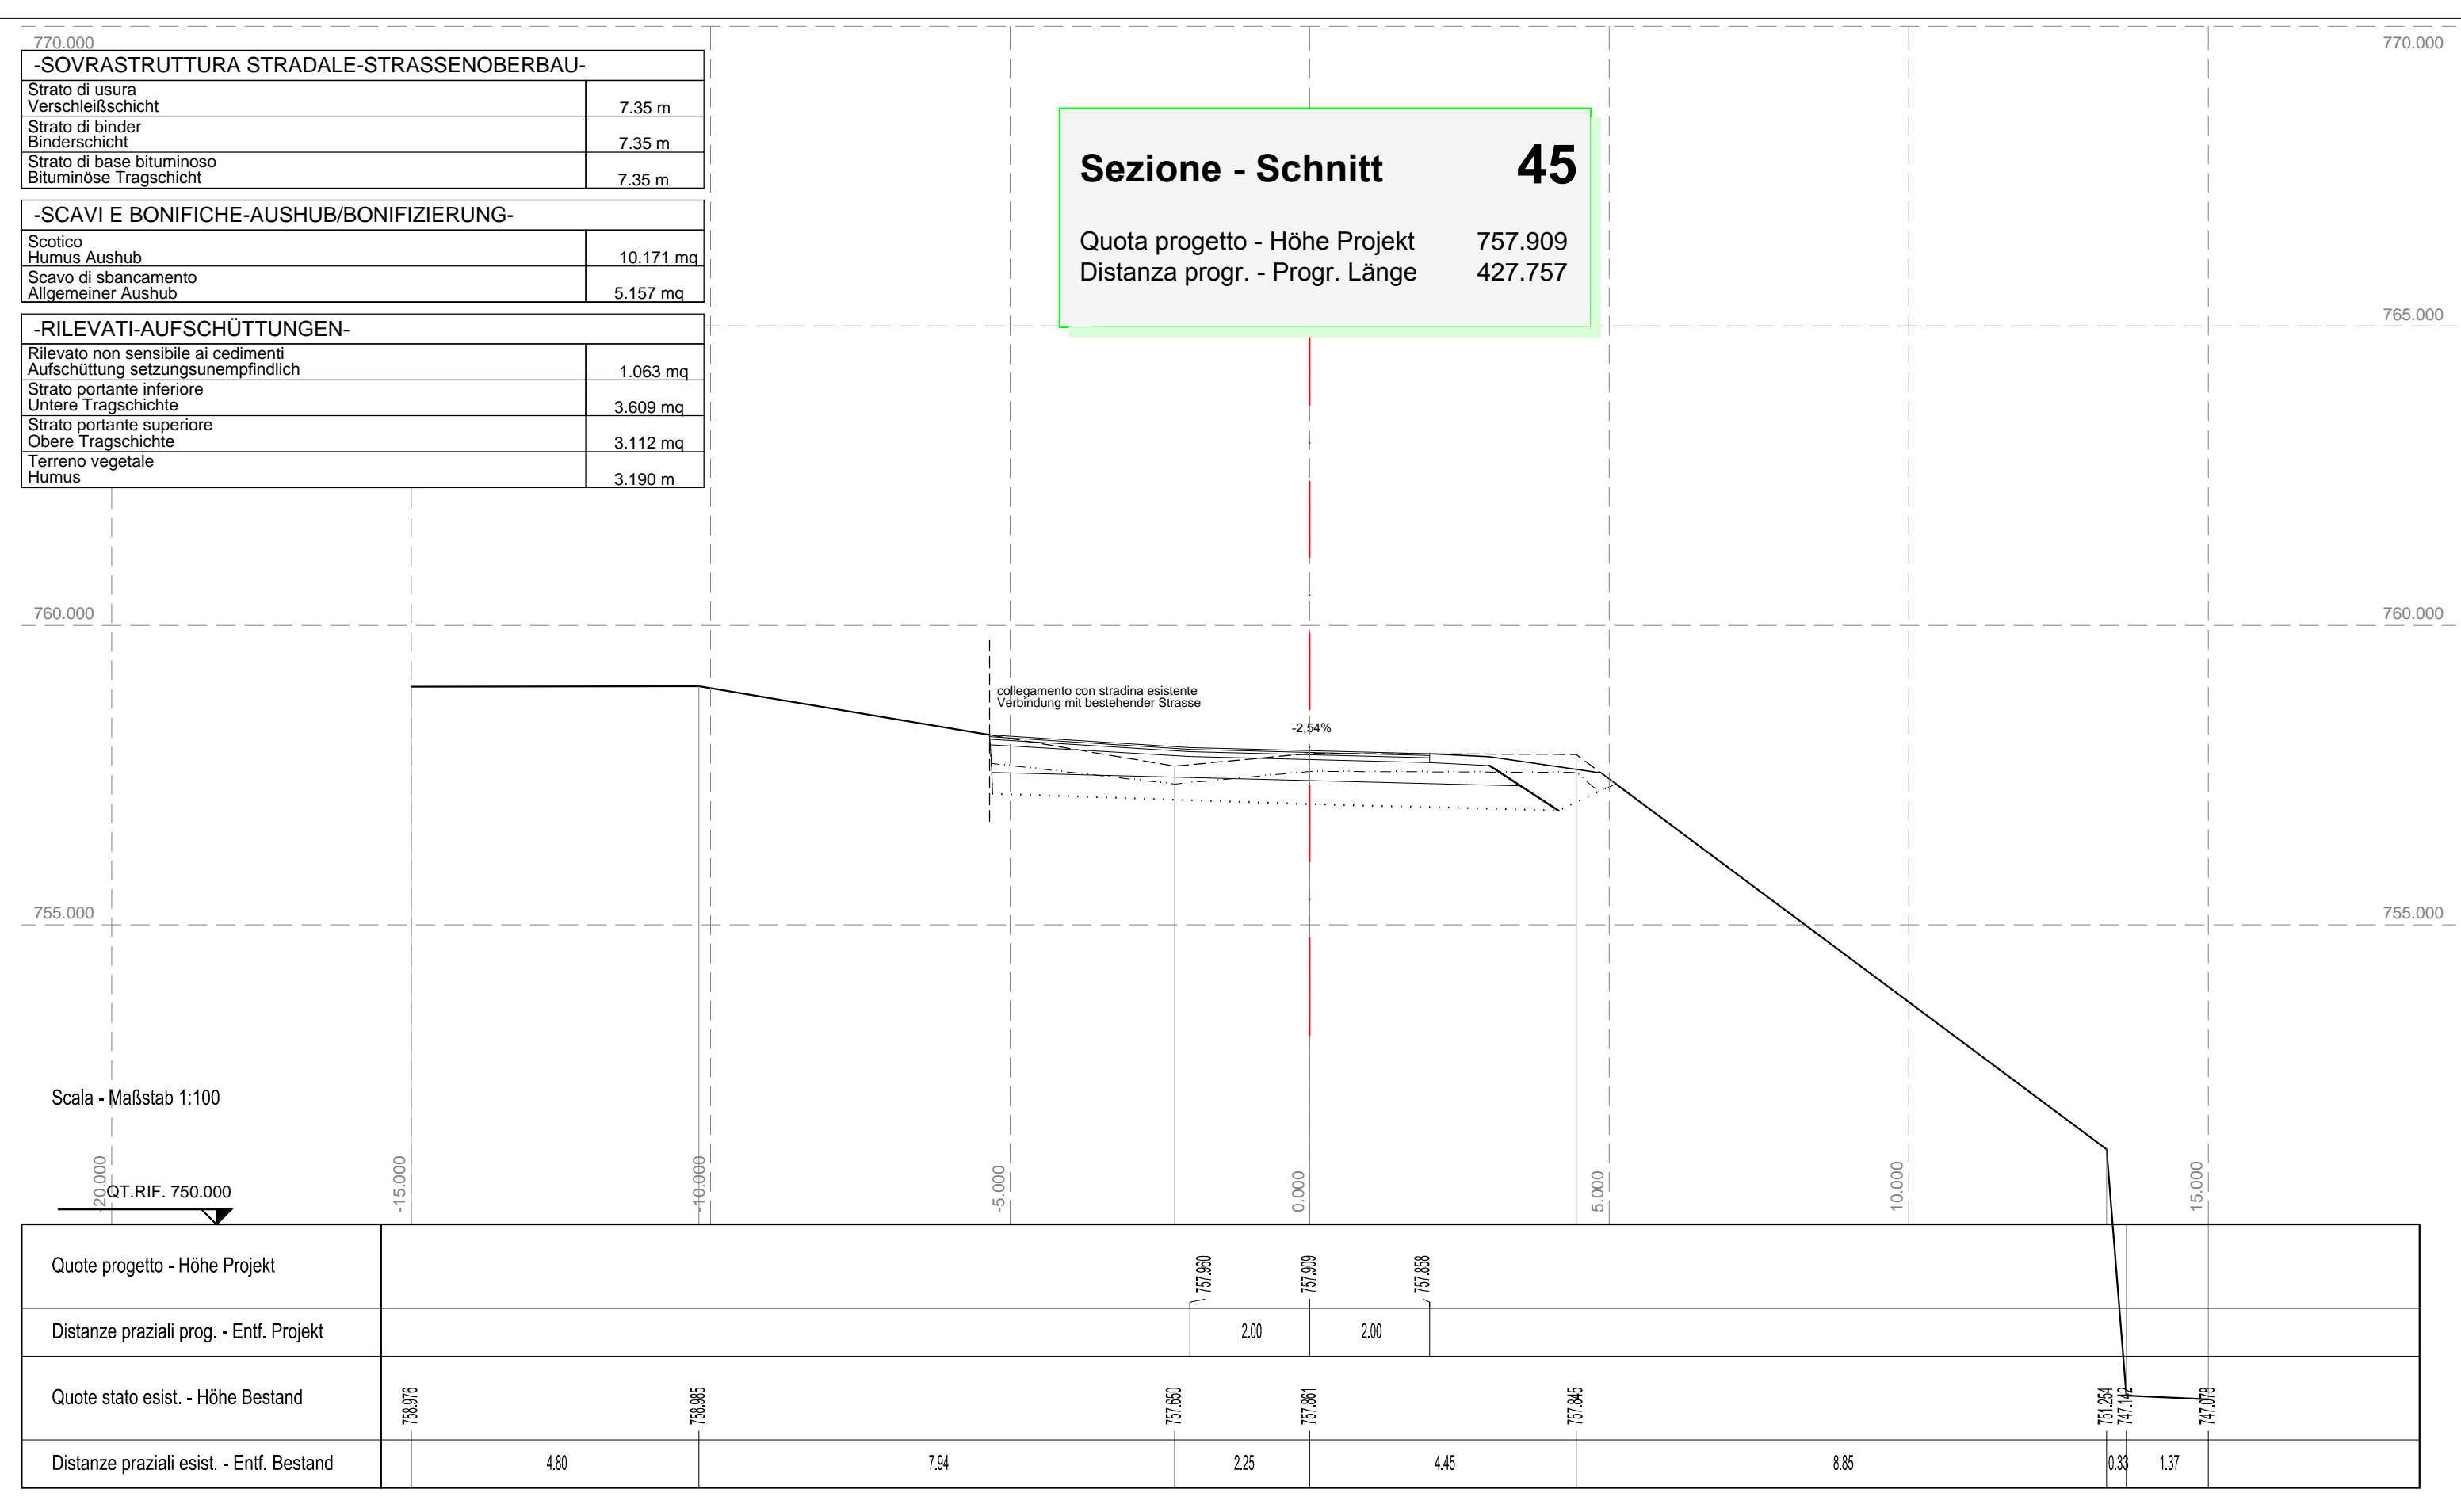 770.000
770.000
-SOVRASTRUTTURA STRADALE-STRASSENOBERBAU-
Strato di usura
Verschleißschicht
7.35 m
Strato di binder
Binderschicht
7.35 m
Strato di base bituminoso
Bituminöse Tragschicht
7.35 m
-SCAVI E BONIFICHE-AUSHUB/BONIFIZIERUNG-
Scotico
Humus Aushub
10.171 mq
Scavo di sbancamento
Allgemeiner Aushub
5.157 mq
-RILEVATI-AUFSCHÜTTUNGEN-
Rilevato non sensibile ai cedimenti
Aufschüttung setzungsunempfindlich
1.063 mq
Strato portante inferiore
Untere Tragschichte
3.609 mq
Strato portante superiore
Obere Tragschichte
3.112 mq
Terreno vegetale
Humus
3.190 m
Sezione - Schnitt 45
Quota progetto - Höhe Projekt 757.909
Distanza progr. - Progr. Länge 427.757
765.000
760.000
760.000
collegamento con stradina esistente
Verbindung mit bestehender Strasse
-2,54%
755.000
755.000
Scala - Maßstab 1:100
-20.000
-15.000
-10.000
-5.000
0.000
5.000
10.000
15.000
QT.RIF. 750.000
Quote progetto - Höhe Projekt
757.960
757.909
757.858
Distanze praziali prog. - Entf. Projekt
2.00
2.00
Quote stato esist. - Höhe Bestand
758.976
758.985
757.650
757.861
757.845
751.254
747.142
747.078
Distanze praziali esist. - Entf. Bestand
4.80
7.94
2.25
4.45
8.85
0.33
1.37